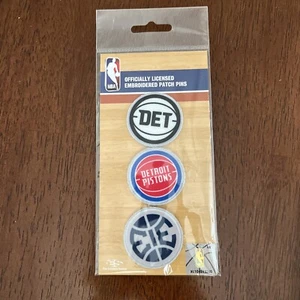 NBA
OFFICIALLY LICENSED
EMBROIDERED PATCH PINS
DET
DETROIT
PISTONS